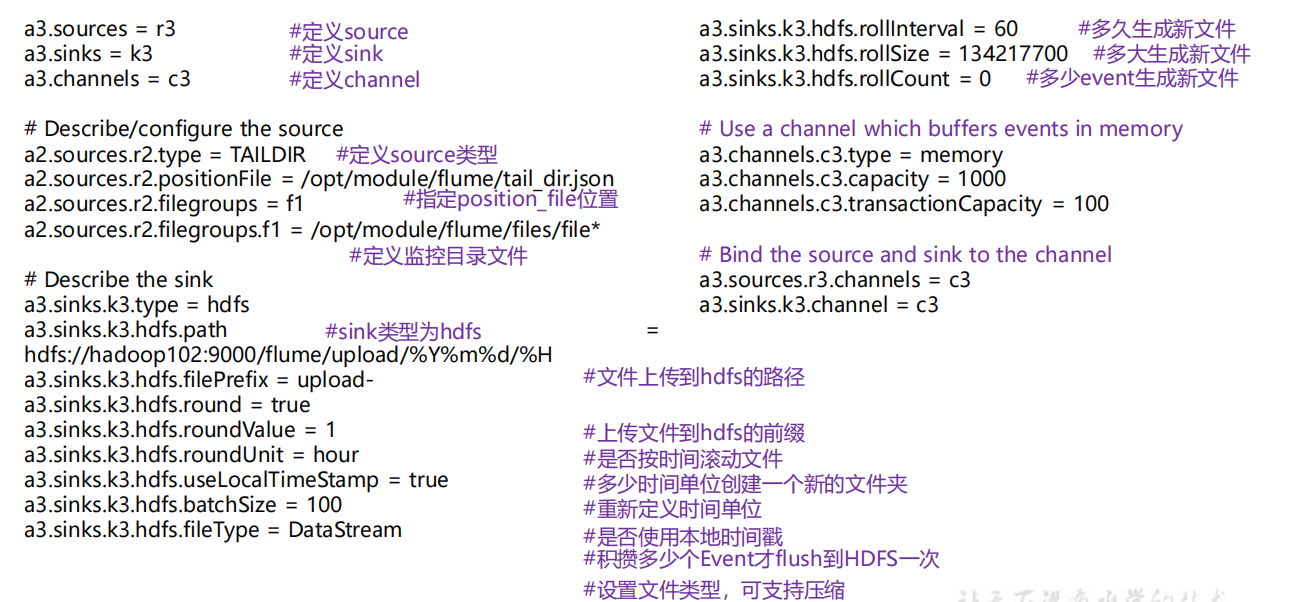 a3.sources = r3 #定义source
a3.sinks = k3 #定义sink
a3.channels = c3 #定义channel
# Describe/configure the source
a2.sources.r2.type = TAILDIR #定义source类型
a2.sources.r2.positionFile = /opt/module/flume/tail_dir.json
#指定position_file位置
a2.sources.r2.filegroups = f1
a2.sources.r2.filegroups.f1 = /opt/module/flume/files/file*
#定义监控目录文件
# Describe the sink
a3.sinks.k3.type = hdfs
a3.sinks.k3.hdfs.path #sink类型为hdfs =
hdfs://hadoop102:9000/flume/upload/%Y%m%d/%H
a3.sinks.k3.hdfs.filePrefix = upload- #文件上传到hdfs的路径
a3.sinks.k3.hdfs.round = true
a3.sinks.k3.hdfs.roundValue = 1 #上传文件到hdfs的前缀
a3.sinks.k3.hdfs.roundUnit = hour #是否按时间滚动文件
a3.sinks.k3.hdfs.useLocalTimeStamp = true #多少时间单位创建一个新的文件夹
a3.sinks.k3.hdfs.batchSize = 100 #重新定义时间单位
a3.sinks.k3.hdfs.fileType = DataStream #是否使用本地时间戳
#积攒多少个Event才flush到HDFS一次
#设置文件类型，可支持压缩
a3.sinks.k3.hdfs.rollInterval = 60 #多久生成新文件
a3.sinks.k3.hdfs.rollSize = 134217700 #多大生成新文件
a3.sinks.k3.hdfs.rollCount = 0 #多少event生成新文件
# Use a channel which buffers events in memory
a3.channels.c3.type = memory
a3.channels.c3.capacity = 1000
a3.channels.c3.transactionCapacity = 100
# Bind the source and sink to the channel
a3.sources.r3.channels = c3
a3.sinks.k3.channel = c3